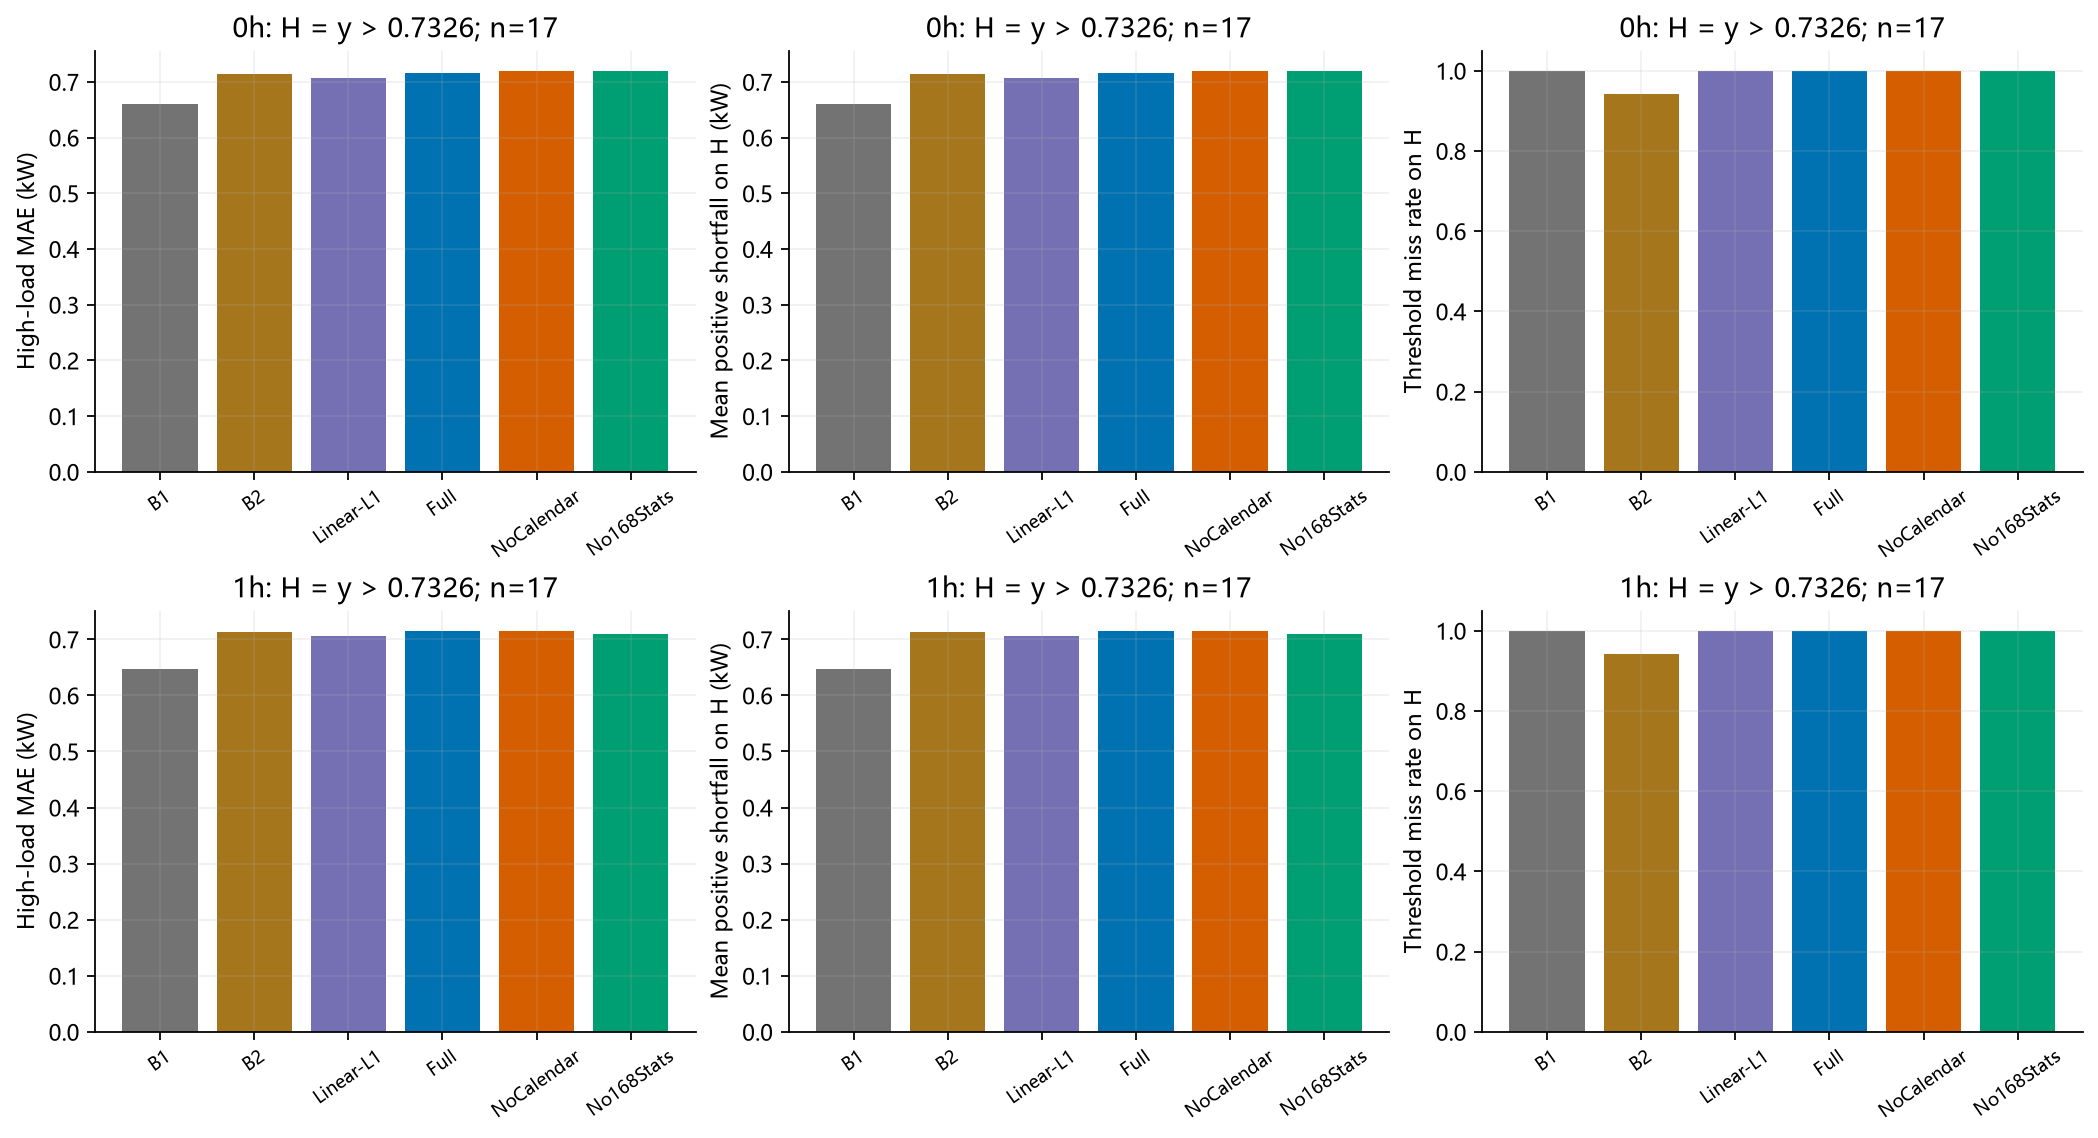 0h: H = y > 0.7326; n=17
High-load MAE (kW)
0.7
0.6
0.5
0.4
0.3
0.2
0.1
0.0
B1
B2
Linear-L1
Full
NoCalendar
No168Stats
0h: H = y > 0.7326; n=17
Mean positive shortfall on H (kW)
0.7
0.6
0.5
0.4
0.3
0.2
0.1
0.0
B1
B2
Linear-L1
Full
NoCalendar
No168Stats
0h: H = y > 0.7326; n=17
Threshold miss rate on H
1.0
0.8
0.6
0.4
0.2
0.0
B1
B2
Linear-L1
Full
NoCalendar
No168Stats
1h: H = y > 0.7326; n=17
High-load MAE (kW)
0.7
0.6
0.5
0.4
0.3
0.2
0.1
0.0
B1
B2
Linear-L1
Full
NoCalendar
No168Stats
1h: H = y > 0.7326; n=17
Mean positive shortfall on H (kW)
0.7
0.6
0.5
0.4
0.3
0.2
0.1
0.0
B1
B2
Linear-L1
Full
NoCalendar
No168Stats
1h: H = y > 0.7326; n=17
Threshold miss rate on H
1.0
0.8
0.6
0.4
0.2
0.0
B1
B2
Linear-L1
Full
NoCalendar
No168Stats